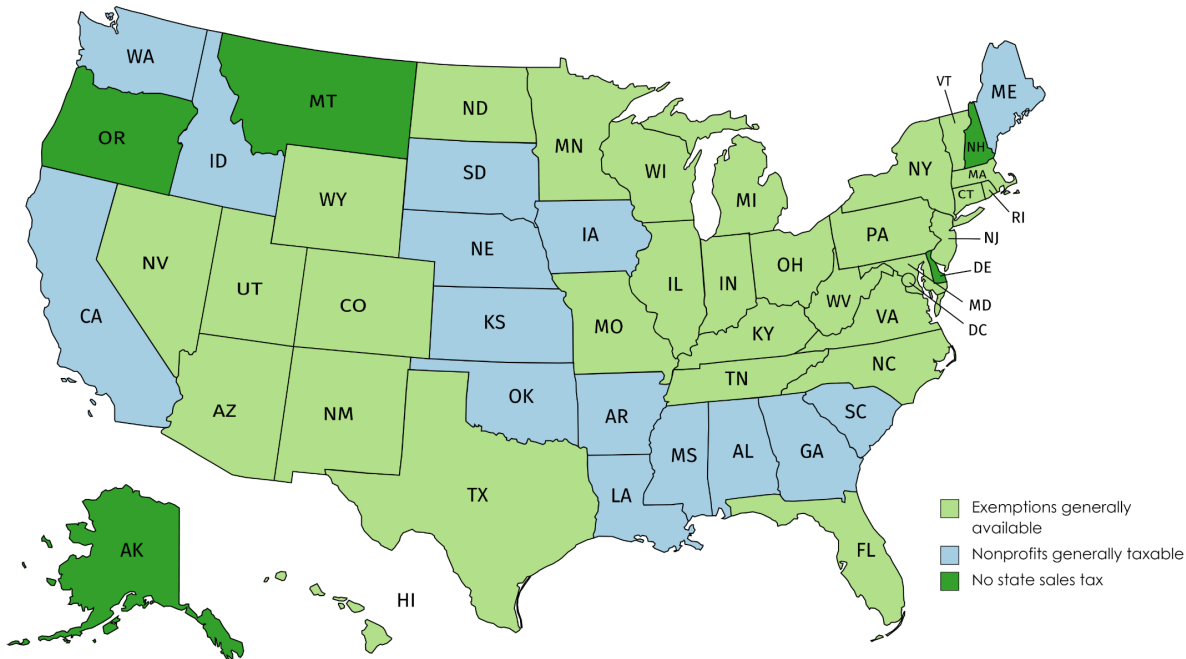 WA
MT
ND
MN
ME
VT
OR
ID
SD
WI
NH
NY
MA
WY
MI
CT
RI
NE
IA
PA
NJ
NV
UT
CO
IL
IN
OH
DE
CA
KS
MO
WV
VA
MD
DC
KY
TN
NC
AZ
NM
OK
AR
SC
MS
AL
GA
TX
LA
Exemptions generally
available
FL
AK
Nonprofits generally taxable
No state sales tax
HI